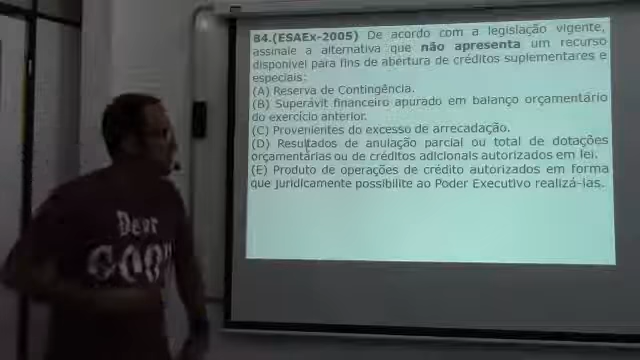 84.(ESAEx-2005) De acordo com a legislação vigente,
assinale a alternativa que não apresenta um recurso
disponível para fins de abertura de créditos suplementares e
especiais:
(A) Reserva de Contingência.
(B) Superávit financeiro apurado em balanço orçamentário
do exercício anterior.
(C) Provenientes do excesso de arrecadação.
(D) Resultados de anulação parcial ou total de dotações
orçamentárias ou de créditos adicionais autorizados em lei.
(E) Produto de operações de crédito autorizados em forma
que juridicamente possibilite ao Poder Executivo realizá-las.
Dear